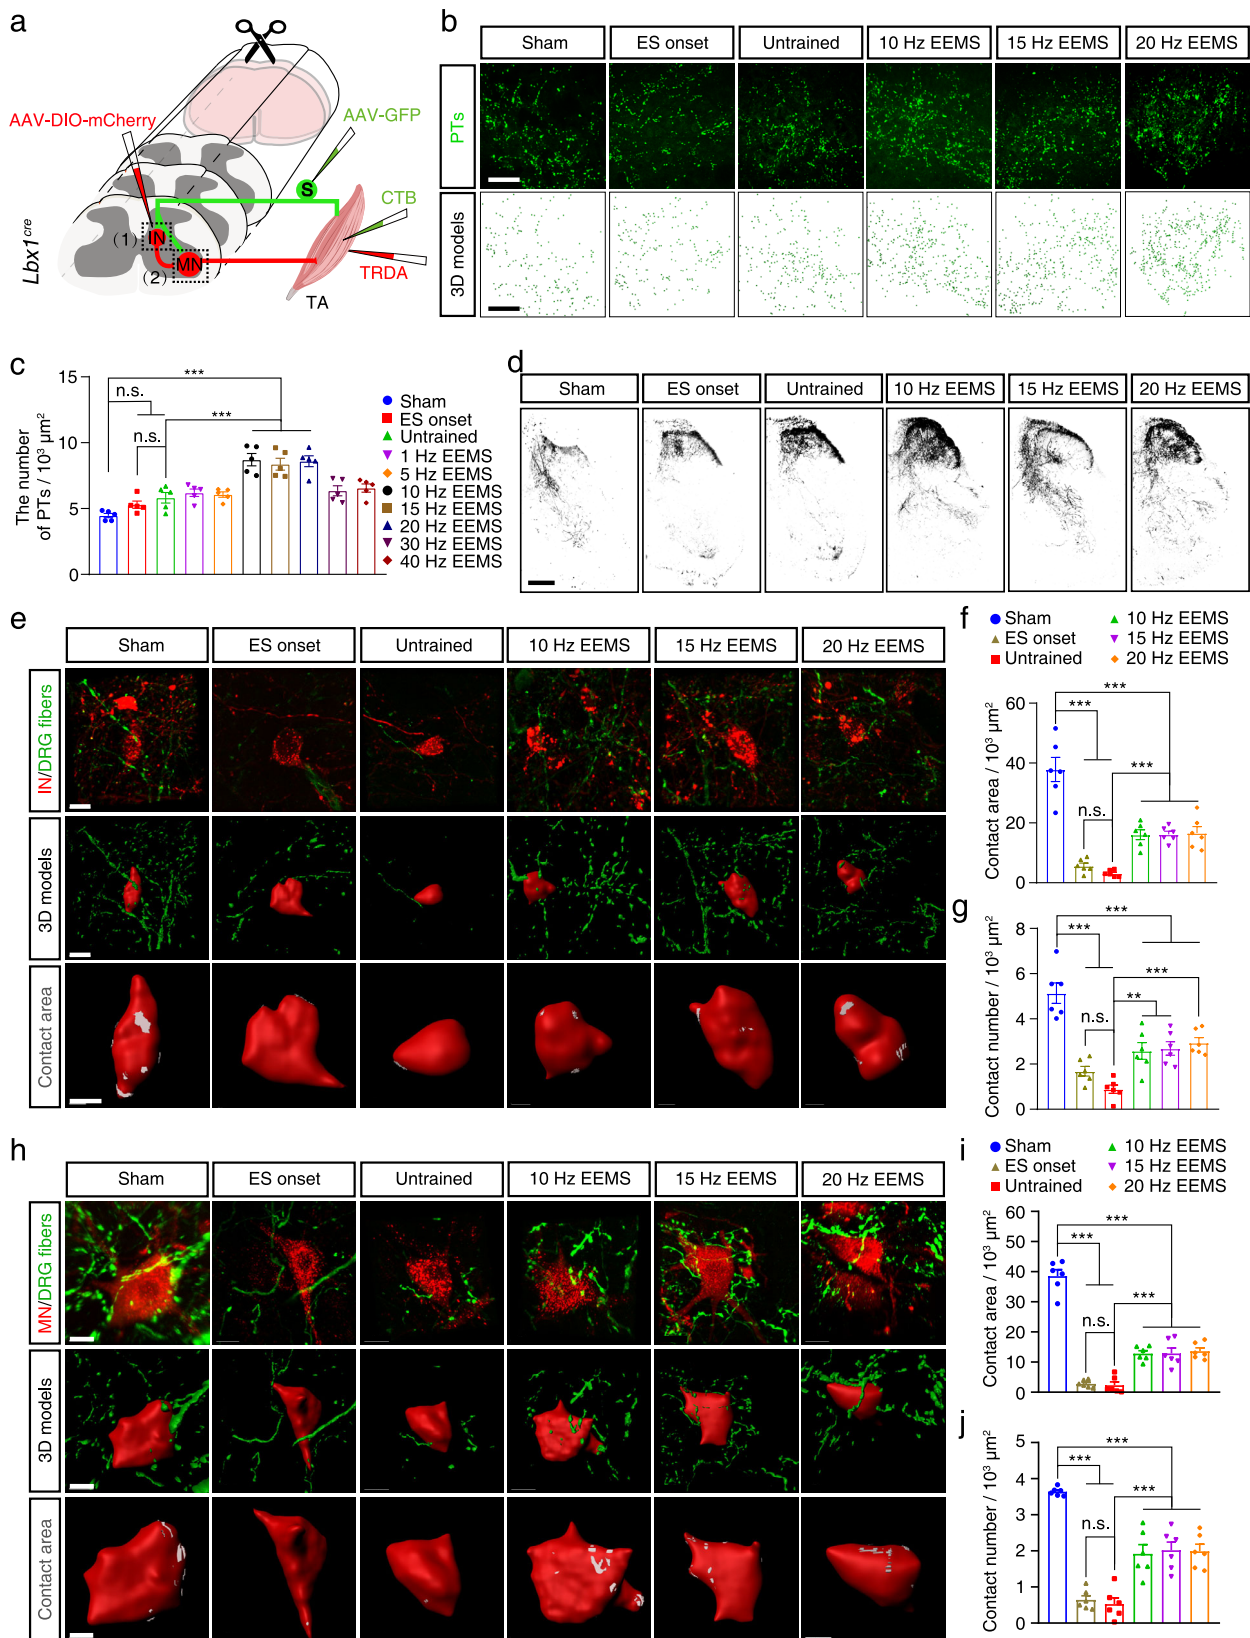 a
AAV-DIO-mCherry
AAV-GFP
S
CTB
Lbx1cre
(1)
IN
(2)
MN
TRDA
TA
b
Sham
ES onset
Untrained
10 Hz EEMS
15 Hz EEMS
20 Hz EEMS
PTs
3D models
c
The number
of PTs / 10³ µm²
15
10
5
0
n.s.
***
n.s.
***
Sham
ES onset
Untrained
1 Hz EEMS
5 Hz EEMS
10 Hz EEMS
15 Hz EEMS
20 Hz EEMS
30 Hz EEMS
40 Hz EEMS
d
Sham
ES onset
Untrained
10 Hz EEMS
15 Hz EEMS
20 Hz EEMS
e
Sham
ES onset
Untrained
10 Hz EEMS
15 Hz EEMS
20 Hz EEMS
IN/DRG fibers
3D models
Contact area
f
Sham
ES onset
Untrained
10 Hz EEMS
15 Hz EEMS
20 Hz EEMS
Contact area / 10³ µm²
60
40
20
0
***
***
***
n.s.
g
Contact number / 10³ µm²
8
6
4
2
0
***
***
***
**
n.s.
h
Sham
ES onset
Untrained
10 Hz EEMS
15 Hz EEMS
20 Hz EEMS
MN/DRG fibers
3D models
Contact area
i
Sham
ES onset
Untrained
10 Hz EEMS
15 Hz EEMS
20 Hz EEMS
Contact area / 10³ µm²
60
50
40
30
20
10
0
***
***
***
n.s.
j
Contact number / 10³ µm²
5
4
3
2
1
0
***
***
***
n.s.